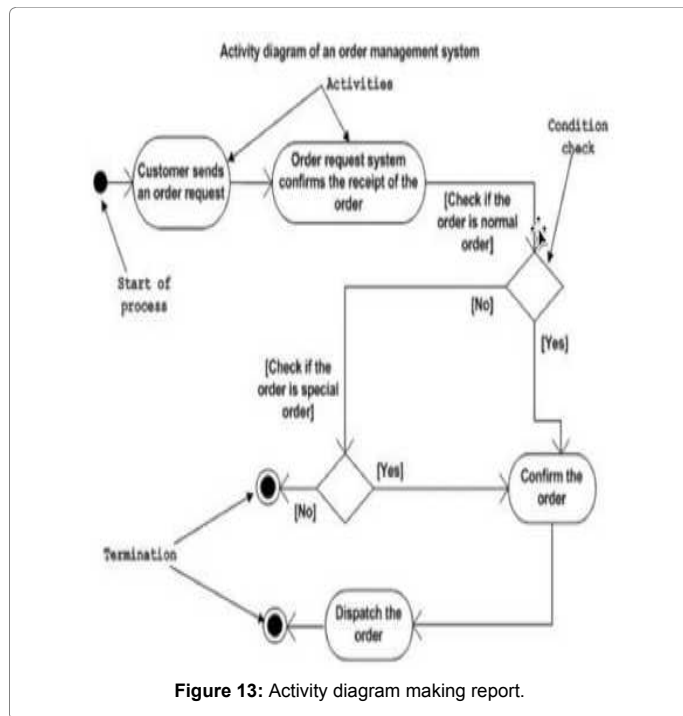 Activity diagram of an order management system
Activities
Condition
check
Customer sends
an order request
Order request system
confirms the receipt of the
order
[Check if the
order is normal
order]
Start of
process
[No]
[Yes]
[Check if the
order is special
order]
[Yes]
[No]
Confirm the
order
Termination
Dispatch the
order
Figure 13: Activity diagram making report.